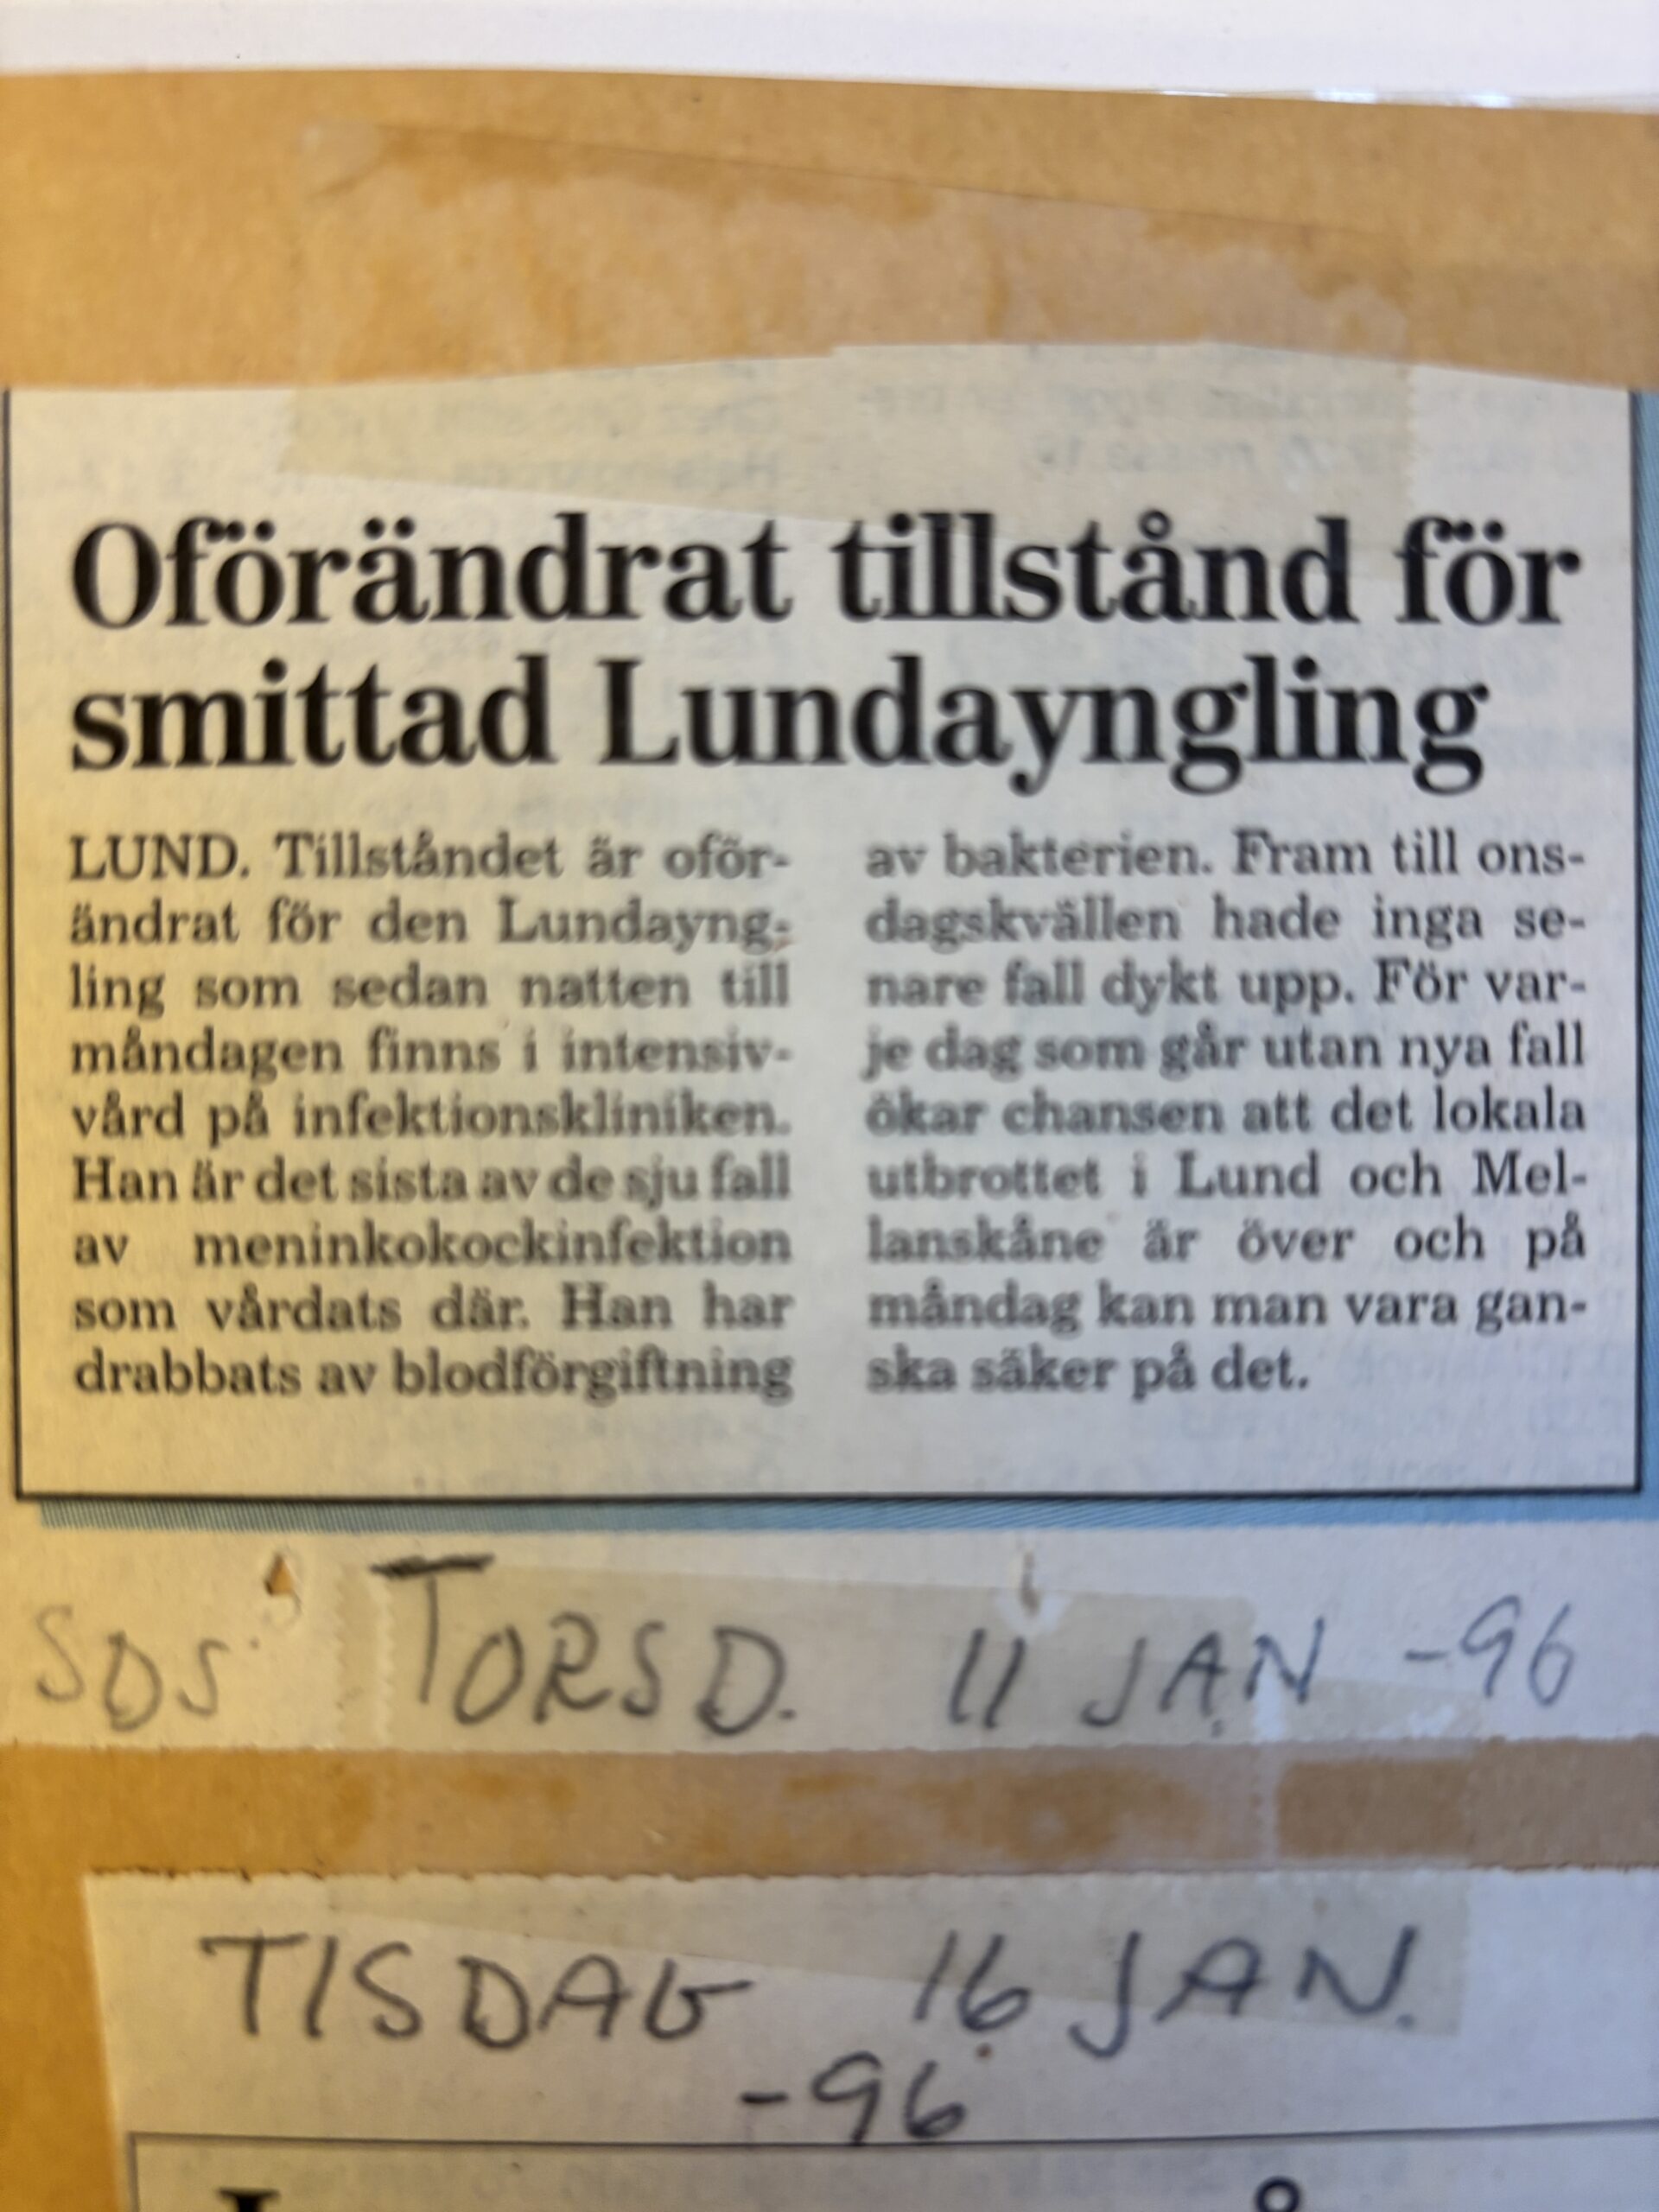 Oförändrat tillstånd för
smittad Lundayngling
LUND. Tillståndet är oför-
ändrat för den Lundayng-
ling som sedan natten till
måndagen finns i intensiv-
vård på infektionskliniken.
Han är det sista av de sju fall
av meninkokockinfektion
som vårdats där. Han har
drabbats av blodförgiftning
av bakterien. Fram till ons-
dagskvällen hade inga se-
nare fall dykt upp. För var-
je dag som går utan nya fall
ökar chansen att det lokala
utbrottet i Lund och Mel-
lanskåne är över och på
måndag kan man vara gan-
ska säker på det.
SDS TORSD. 11 JAN -96
TISDAG 16 JAN.
-96